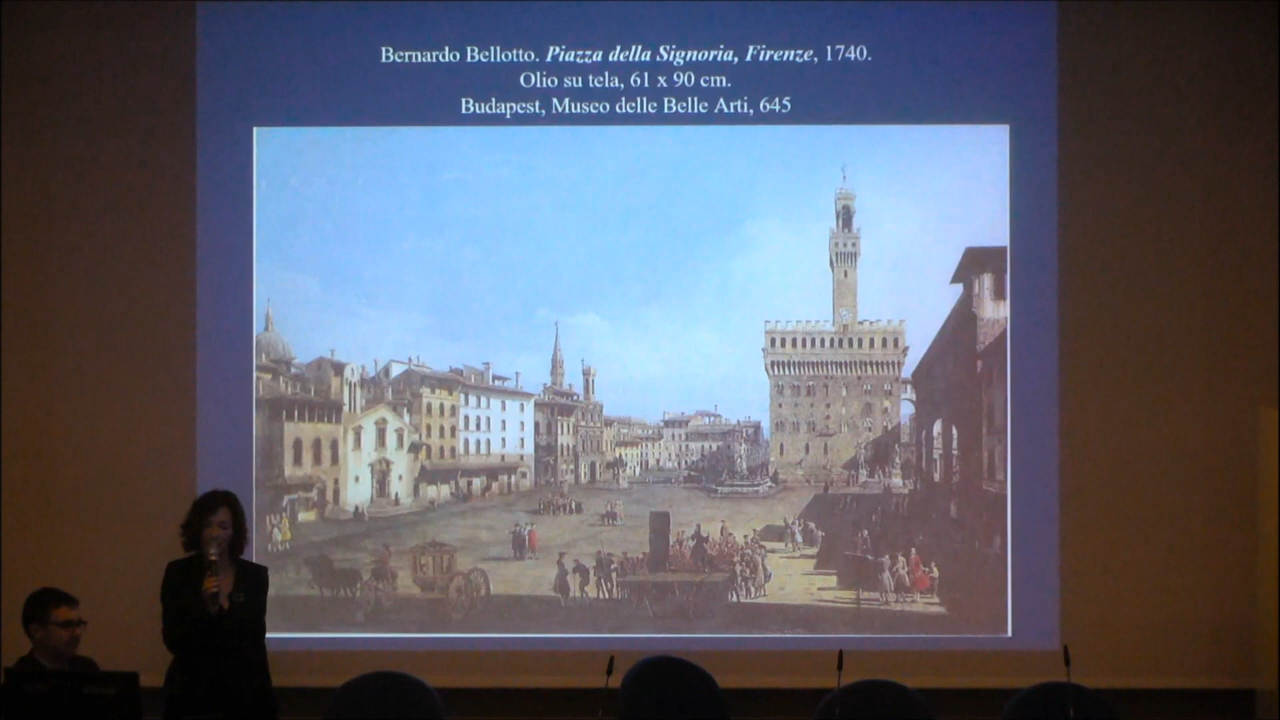 Bernardo Bellotto. Piazza della Signoria, Firenze, 1740.
Olio su tela, 61 x 90 cm.
Budapest, Museo delle Belle Arti, 645